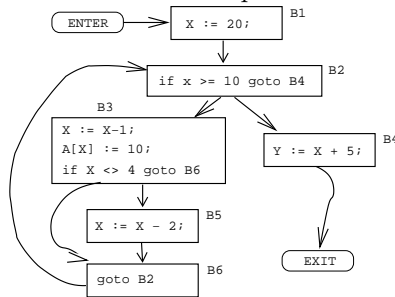 ENTER
X := 20;
B1
if x >= 10 goto B4
B2
B3
X := X-1;
A[X] := 10;
if X <> 4 goto B6
Y := X + 5;
B4
X := X - 2;
B5
EXIT
goto B2
B6